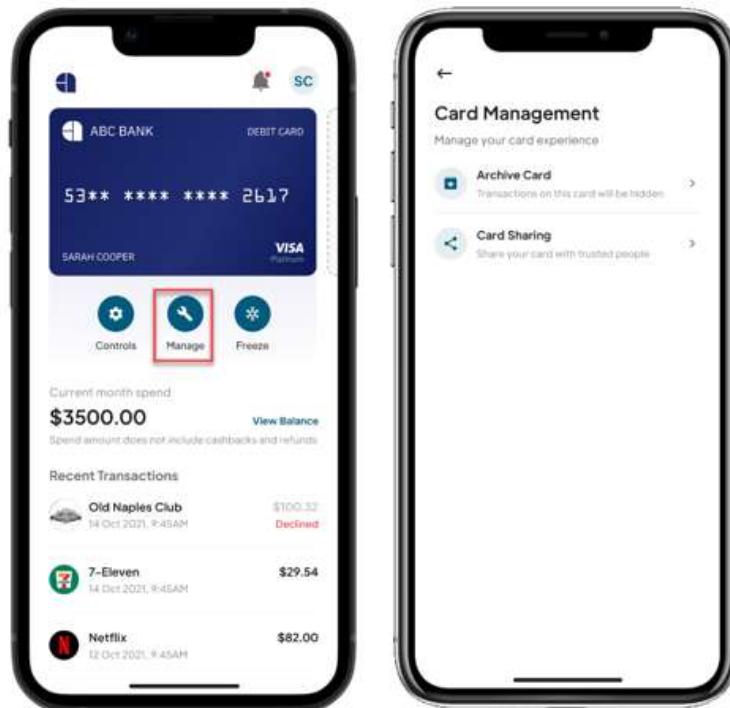 SC
ABC BANK
DEBIT CARD
53** **** **** 2617
SARAH COOPER
VISA
Platinum
Controls
Manage
Freeze
Current month spend
$3500.00
View Balance
Spend amount does not include cashbacks and refunds
Recent Transactions
Old Naples Club
$100.32
14 Oct 2021, 9:45AM
Declined
7-Eleven
$29.54
14 Oct 2021, 9:45AM
Netflix
$82.00
12 Oct 2021, 9:45AM
Card Management
Manage your card experience
Archive Card
Transactions on this card will be hidden
Card Sharing
Share your card with trusted people